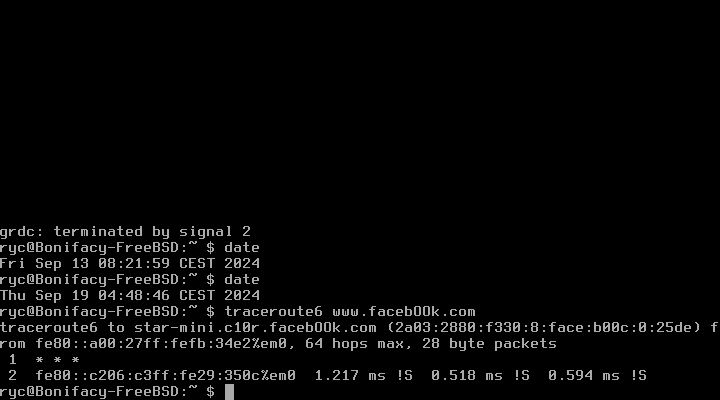 grdc: terminated by signal 2
ryc@Bonifacy-FreeBSD:~ $ date
Fri Sep 13 08:21:59 CEST 2024
ryc@Bonifacy-FreeBSD:~ $ date
Thu Sep 19 04:48:46 CEST 2024
ryc@Bonifacy-FreeBSD:~ $ traceroute6 www.facebOOk.com
traceroute6 to star-mini.c10r.facebOOk.com (2a03:2880:f330:8:face:b00c:0:25de) f
rom fe80::a00:27ff:fefb:34e2%em0, 64 hops max, 28 byte packets
 1  * * *
 2  fe80::c206:c3ff:fe29:350c%em0  1.217 ms !S  0.518 ms !S  0.594 ms !S
ryc@Bonifacy-FreeBSD:~ $